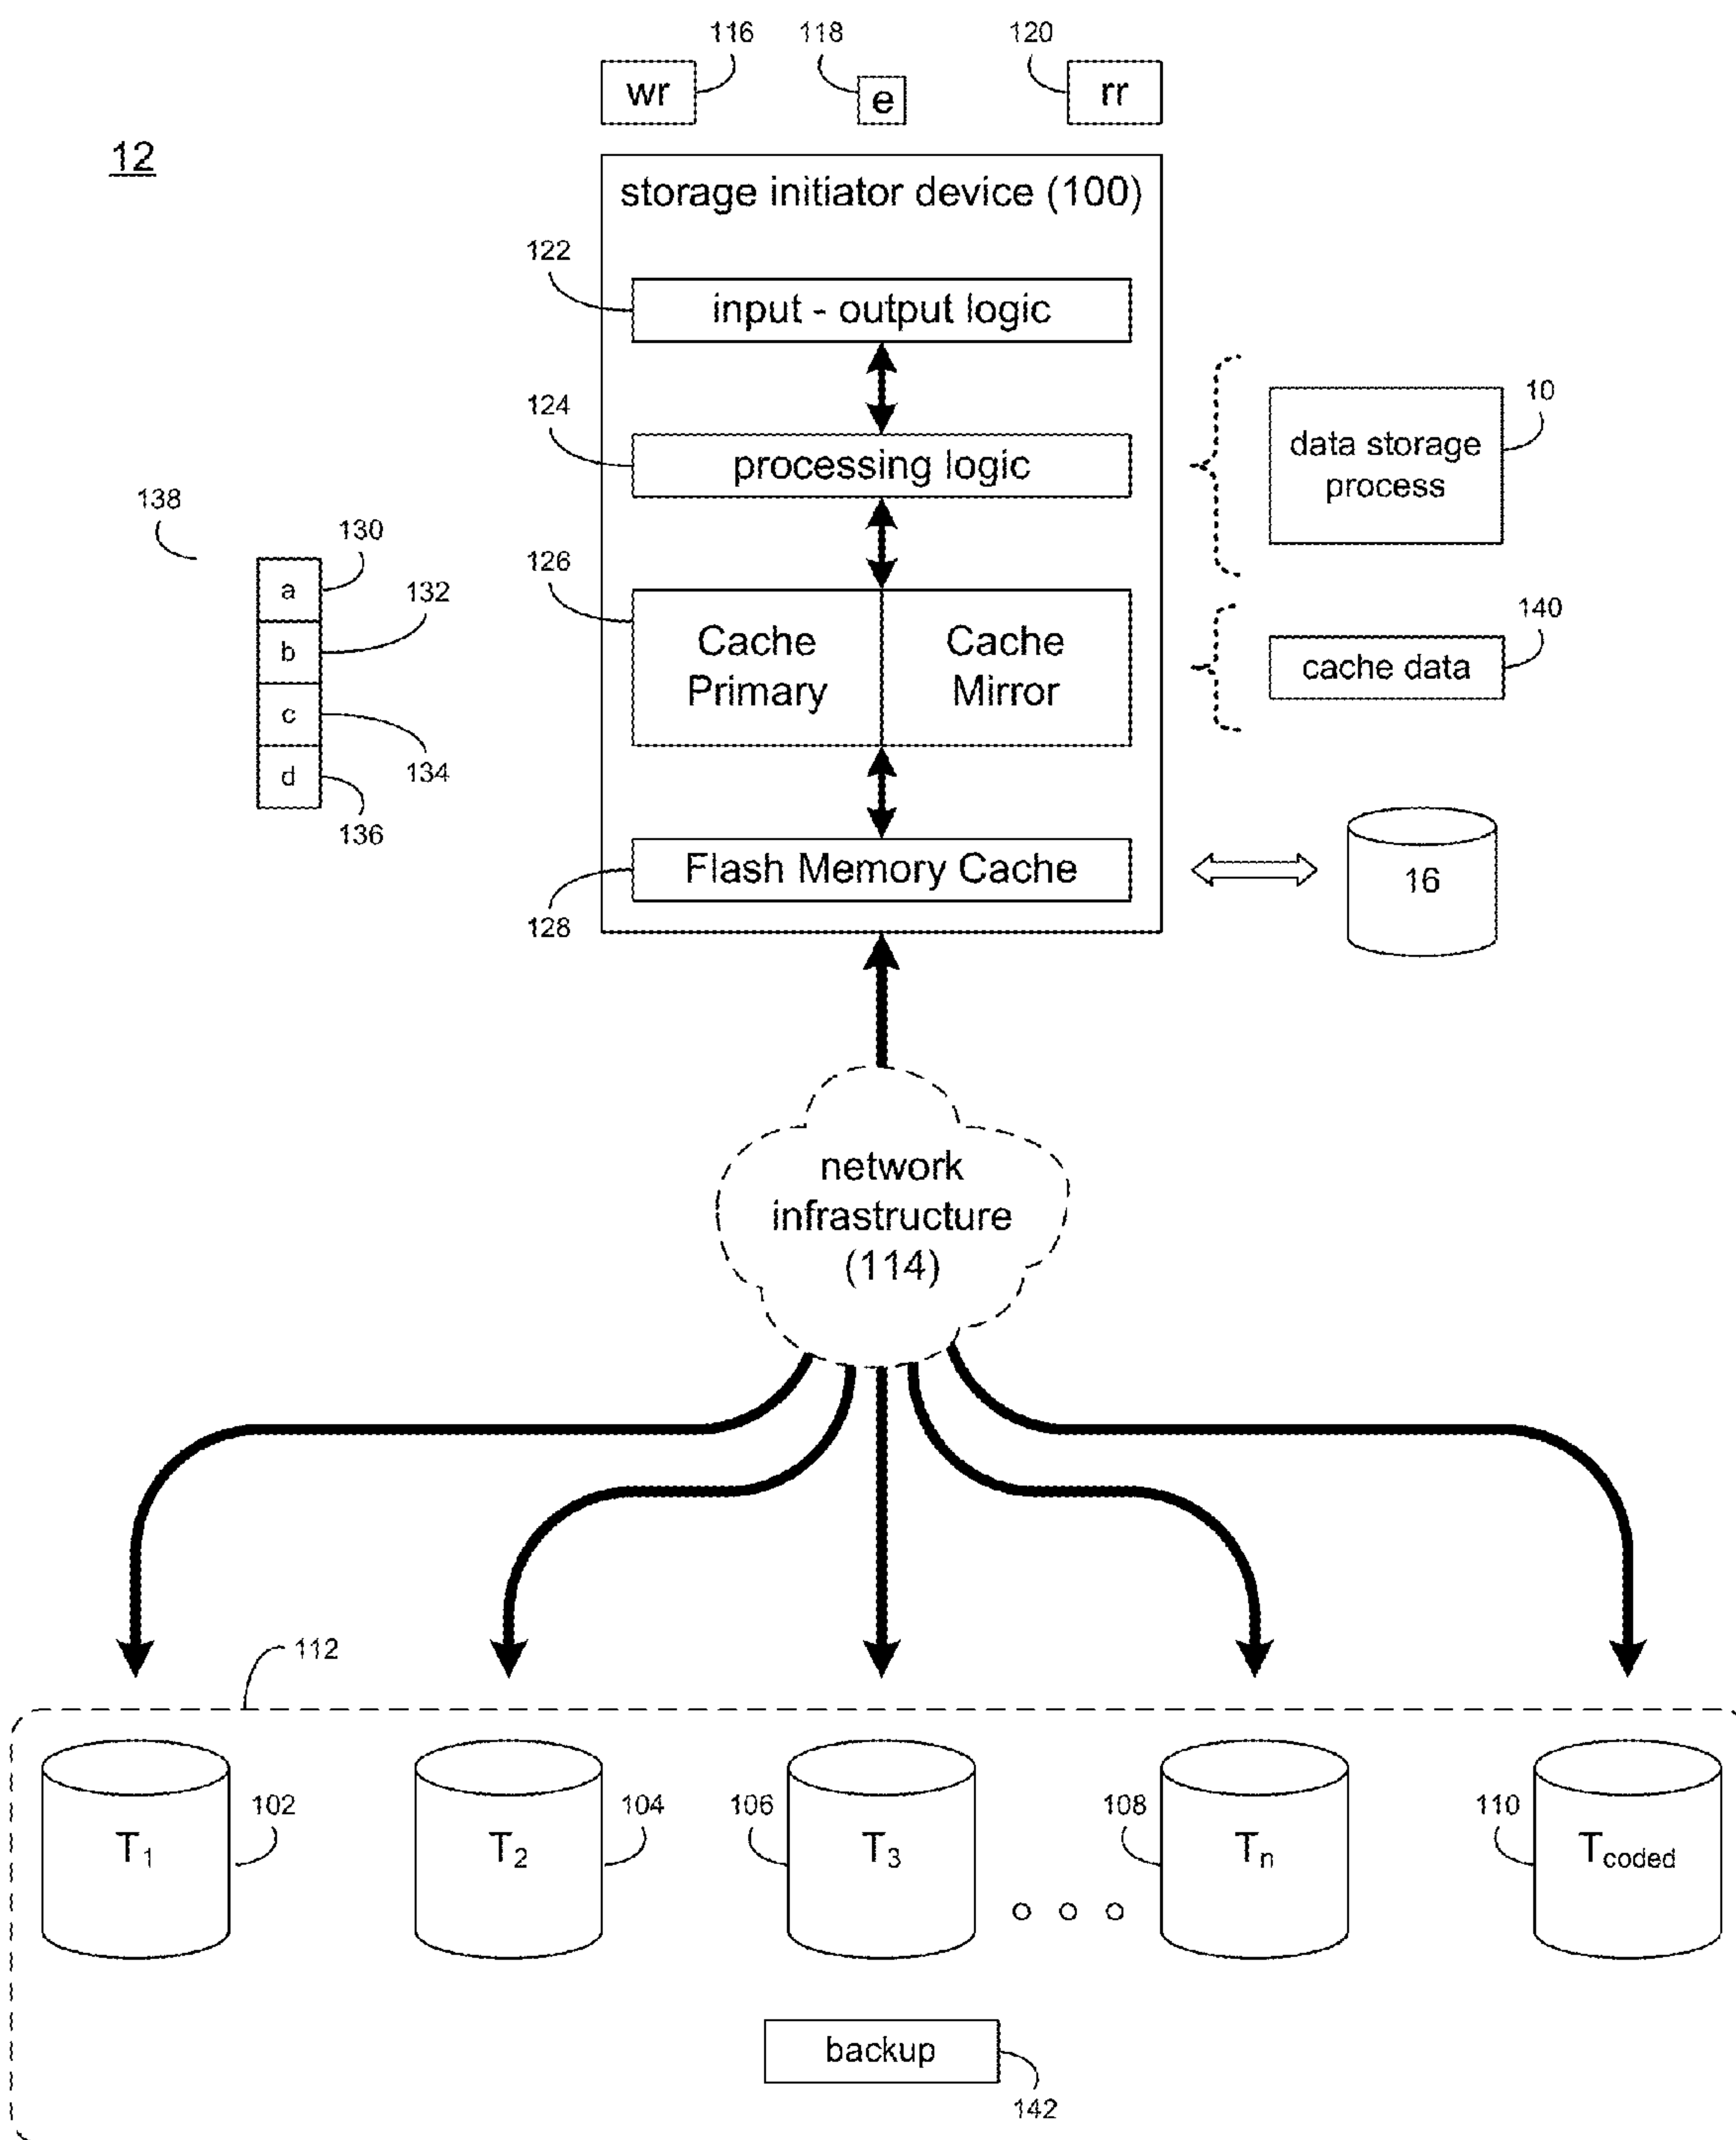 116
118
120
wr
e
rr
12
storage initiator device (100)
122
input - output logic
124
processing logic
10
data storage
process
138
130
a
132
b
c
134
d
136
126
Cache
Primary
Cache
Mirror
140
cache data
Flash Memory Cache
128
16
network
infrastructure
(114)
112
102
104
106
108
110
T1
T2
T3
Tn
Tcoded
backup
142